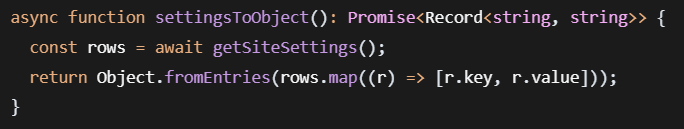 async function settingsToObject(): Promise<Record<string, string>> {
  const rows = await getSiteSettings();
  return Object.fromEntries(rows.map((r) => [r.key, r.value]));
}